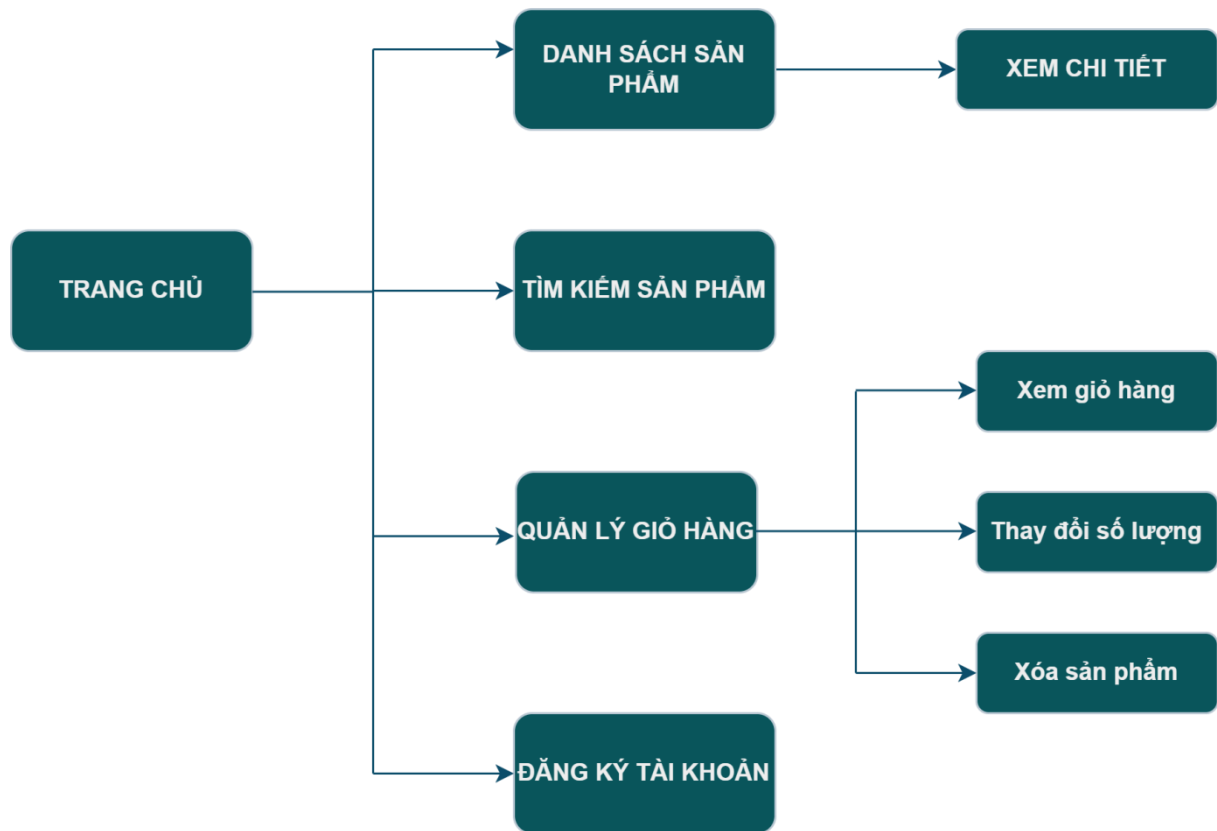 DANH SÁCH SẢN
PHẨM
XEM CHI TIẾT
TRANG CHỦ
TÌM KIẾM SẢN PHẨM
Xem giỏ hàng
QUẢN LÝ GIỎ HÀNG
Thay đổi số lượng
Xóa sản phẩm
ĐĂNG KÝ TÀI KHOẢN